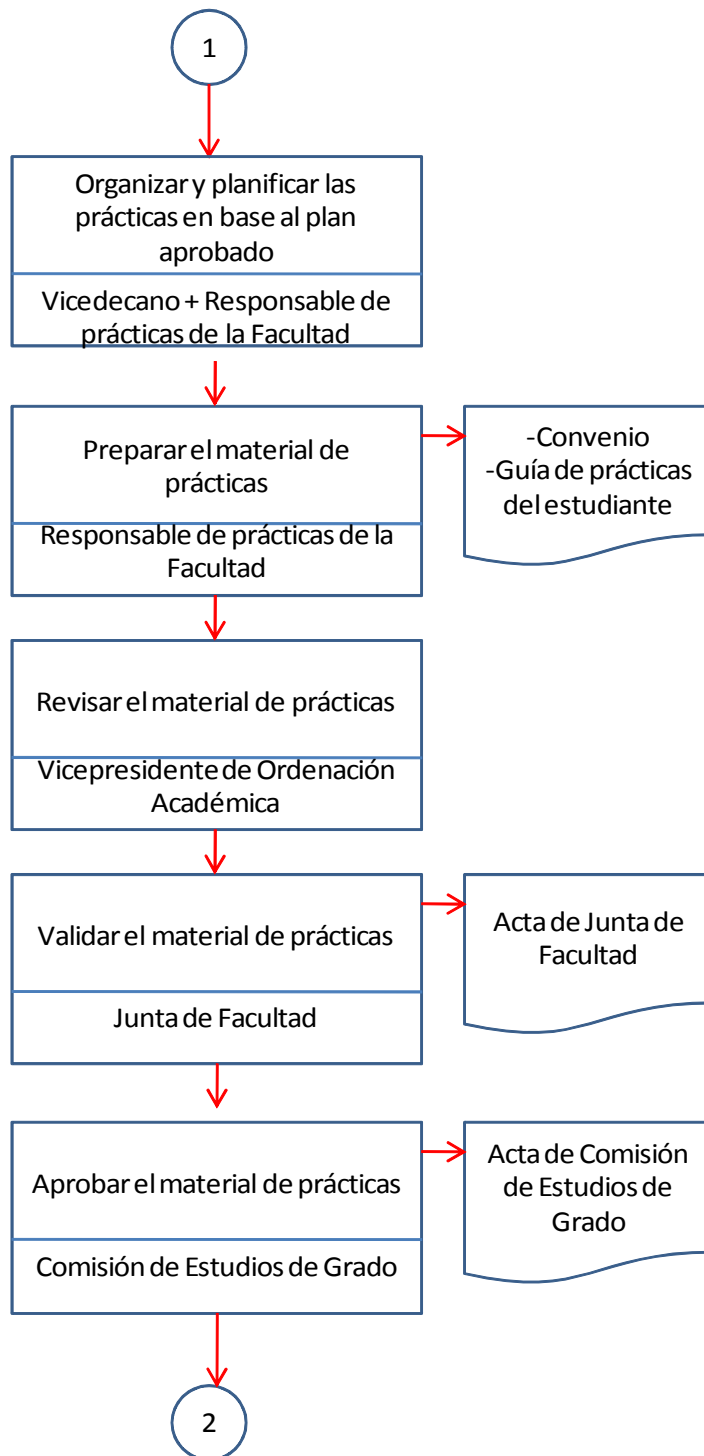 1
Organizar y planificar las
prácticas en base al plan
aprobado
Vicedecano + Responsable de
prácticas de la Facultad
Preparar el material de
prácticas
Responsable de prácticas de la
Facultad
-Convenio
-Guía de prácticas
del estudiante
Revisar el material de prácticas
Vicepresidente de Ordenación
Académica
Validar el material de prácticas
Junta de Facultad
Acta de Junta de
Facultad
Aprobar el material de prácticas
Comisión de Estudios de Grado
Acta de Comisión
de Estudios de
Grado
2